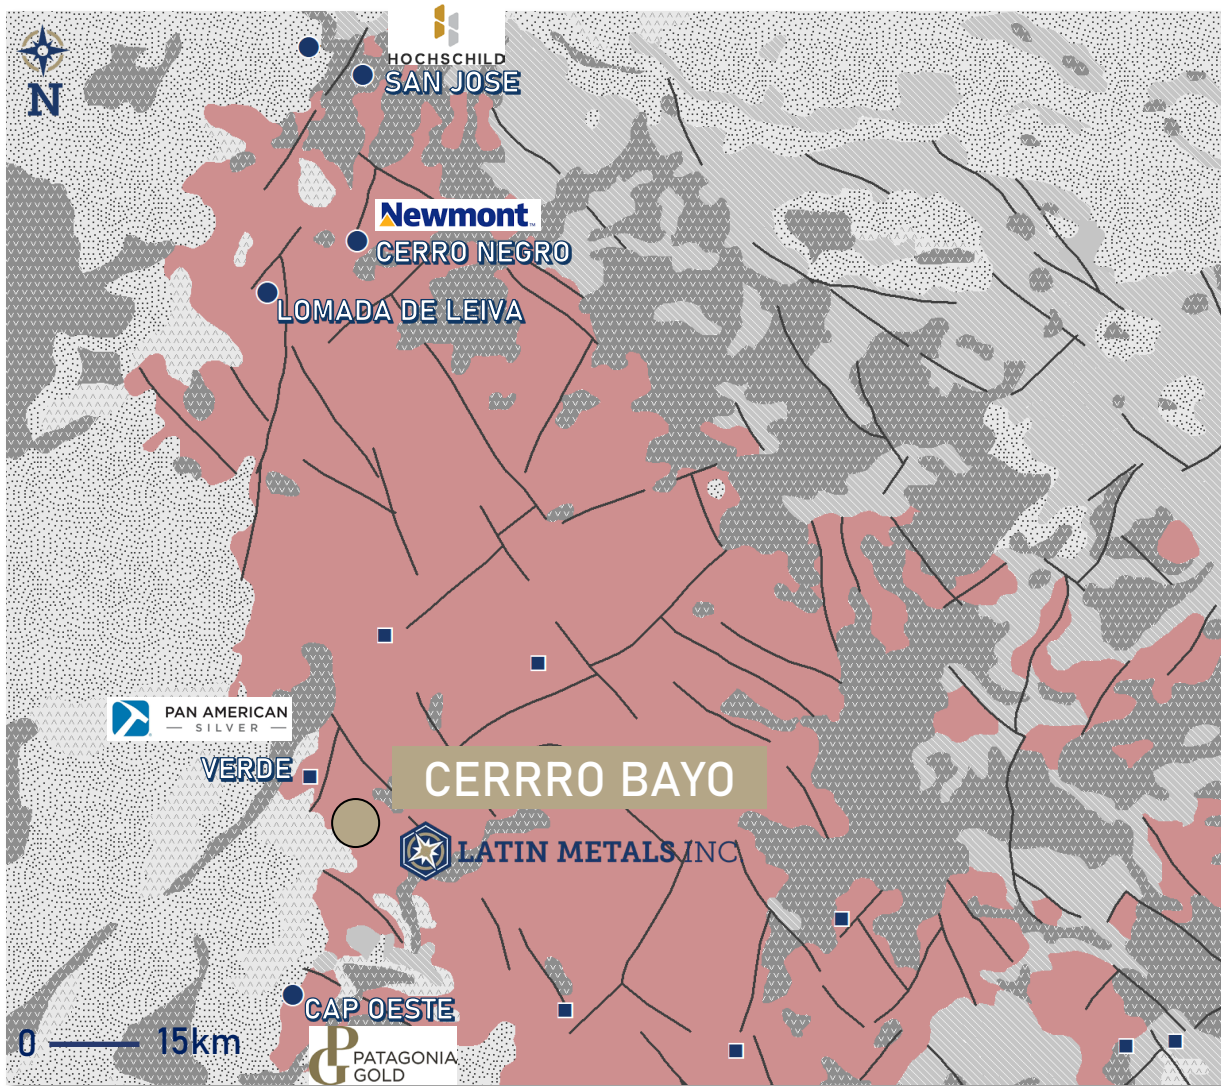 HOCHSCHILD
SAN JOSE
N
Newmont
CERRO NEGRO
LOMADA DE LEIVA
PAN AMERICAN
— SILVER —
VERDE
CERRRO BAYO
LATIN METALS INC
CAP OESTE
0 15km
PG PATAGONIA
GOLD